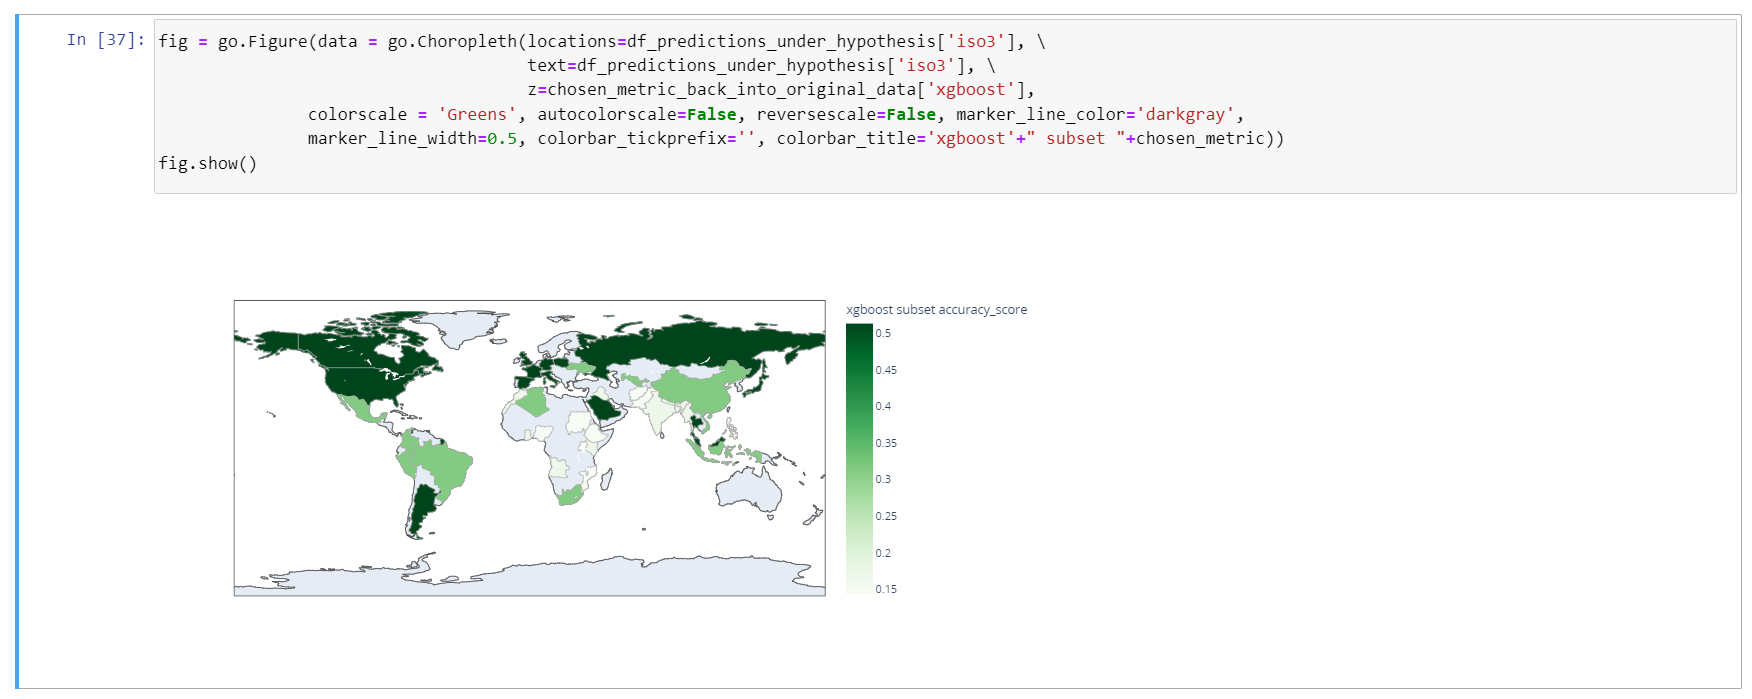 In [37]: fig = go.Figure(data = go.Choropleth(locations=df_predictions_under_hypothesis['iso3'], \
text=df_predictions_under_hypothesis['iso3'], \
z=chosen_metric_back_into_original_data['xgboost'],
colorscale = 'Greens', autocolorscale=False, reversescale=False, marker_line_color='darkgray',
marker_line_width=0.5, colorbar_tickprefix='', colorbar_title='xgboost'+" subset "+chosen_metric))
fig.show()
xgboost subset accuracy_score
0.5
0.45
0.4
0.35
0.3
0.25
0.2
0.15